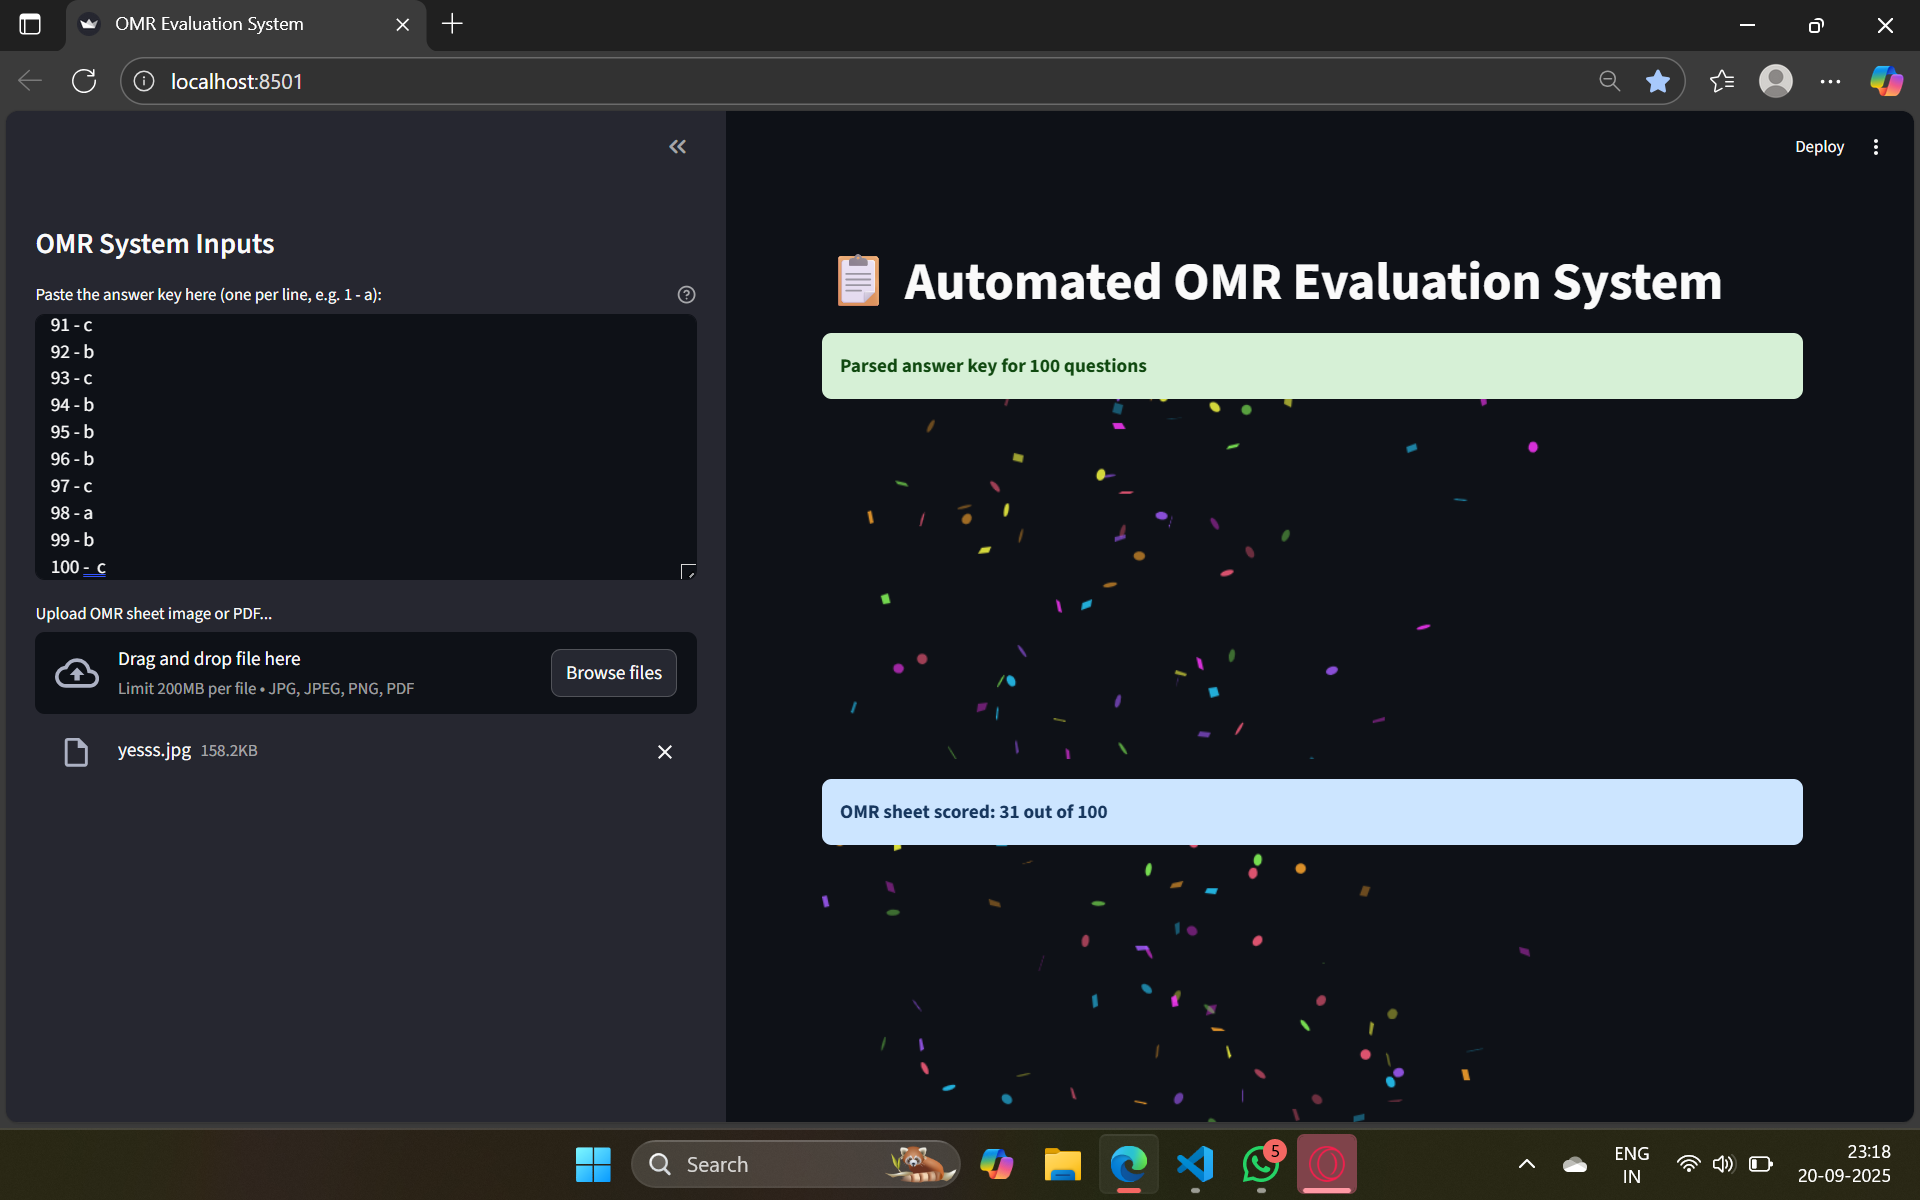 OMR Evaluation System
localhost:8501
Deploy
OMR System Inputs
Paste the answer key here (one per line, e.g. 1 - a):
91 - c
92 - b
93 - c
94 - b
95 - b
96 - b
97 - c
98 - a
99 - b
100 - c
Upload OMR sheet image or PDF...
Drag and drop file here
Limit 200MB per file • JPG, JPEG, PNG, PDF
Browse files
yesss.jpg 158.2KB
Automated OMR Evaluation System
Parsed answer key for 100 questions
OMR sheet scored: 31 out of 100
Search
5
ENG
IN
23:18
20-09-2025